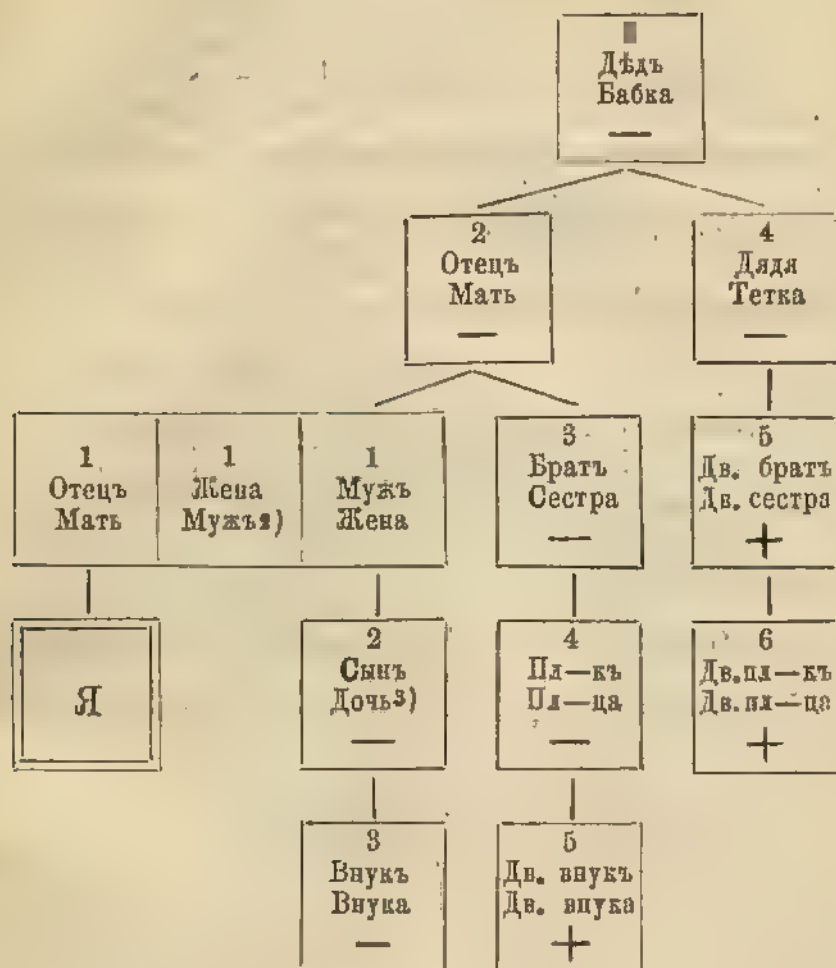 Дѣдъ
Бабка
—
2
Отецъ
Мать
—
4
Дядя
Тетка
—
1
Отецъ
Мать
1
Жена
Мужъ2)
1
Мужъ
Жена
3
Братъ
Сестра
—
5
Дв. братъ
Дв. сестра
+
Я
2
Сынъ
Дочь3)
—
4
Пл—къ
Пл—ца
—
6
Дв. пл—къ
Дв. пл—ца
+
3
Внукъ
Внука
—
5
Дв. внукъ
Дв. внука
+